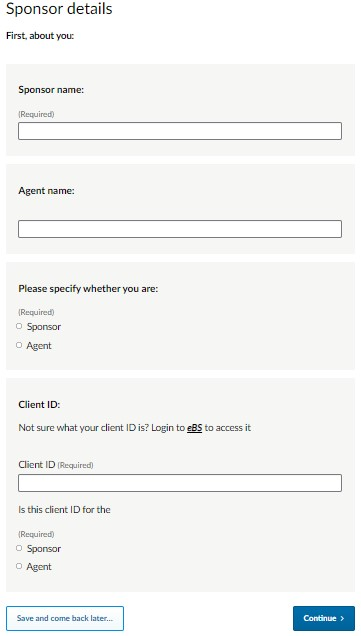 Sponsor details
First, about you:
Sponsor name:
(Required)
Agent name:
Please specify whether you are:
(Required)
Sponsor
Agent
Client ID:
Not sure what your client ID is? Login to eBS to access it
Client ID (Required)
Is this client ID for the
(Required)
Sponsor
Agent
Save and come back later... Continue >